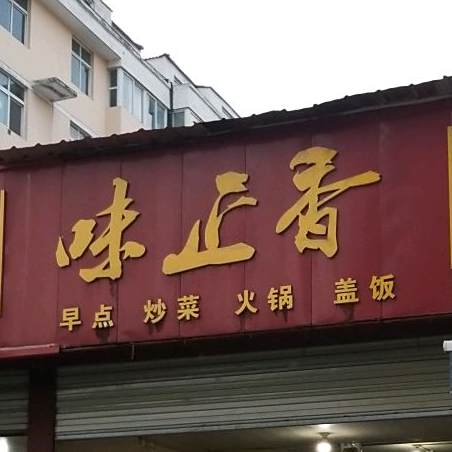 味正香
早点 炒菜 火锅 盖饭